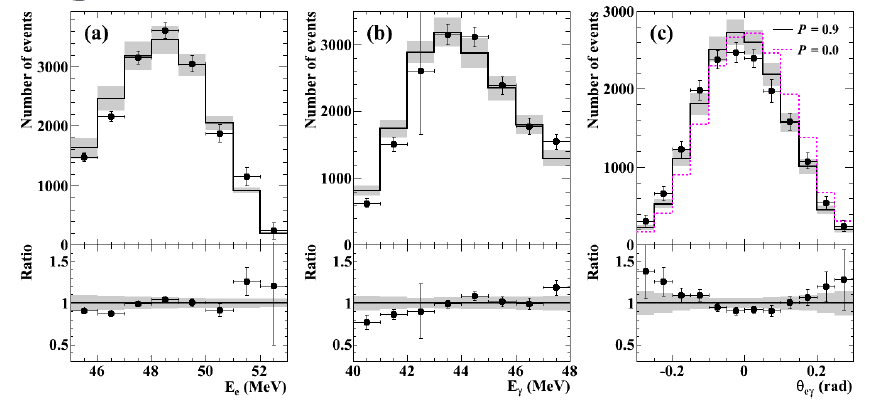 (a)
Number of events
3000
2000
1000
0
Ratio
1.5
1
0.5
46 48 50 52
E_e (MeV)
(b)
Number of events
3000
2000
1000
0
Ratio
1.5
1
0.5
40 42 44 46 48
E_γ (MeV)
(c)
P = 0.9
P = 0.0
Number of events
3000
2000
1000
0
Ratio
1.5
1
0.5
-0.2 0 0.2
θ_eγ (rad)